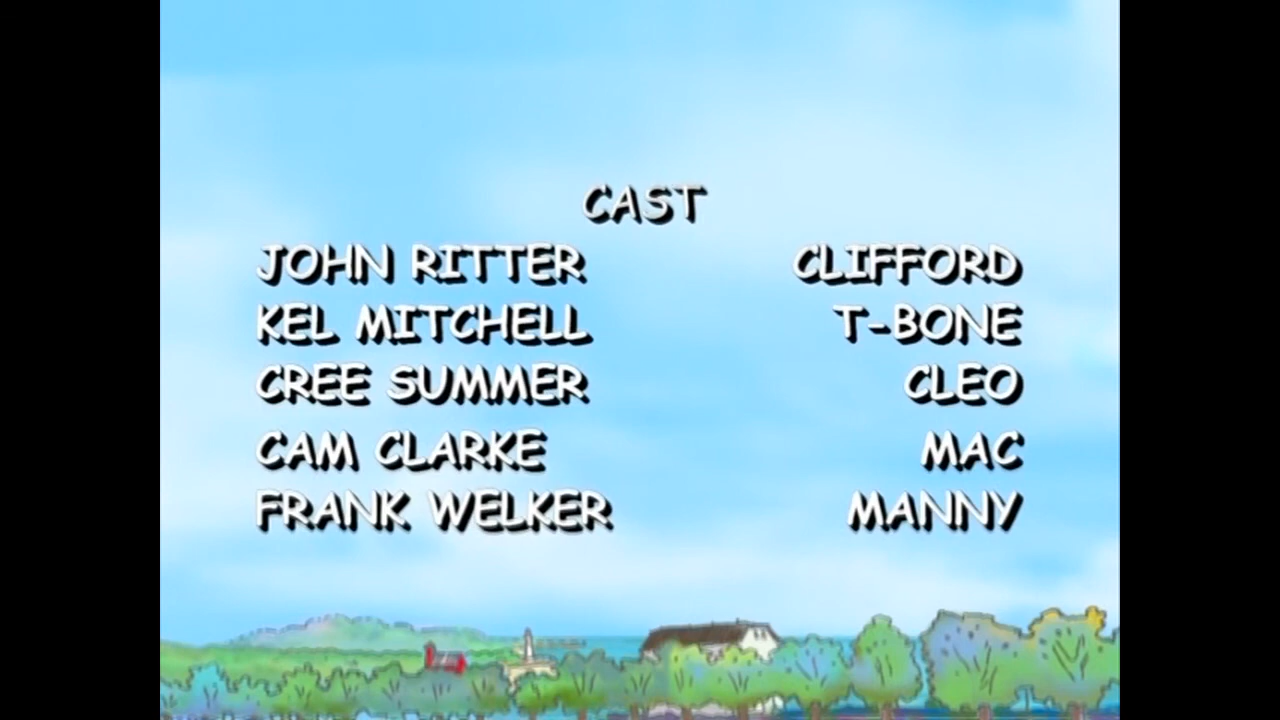 CAST
JOHN RITTER CLIFFORD
KEL MITCHELL T-BONE
CREE SUMMER CLEO
CAM CLARKE MAC
FRANK WELKER MANNY